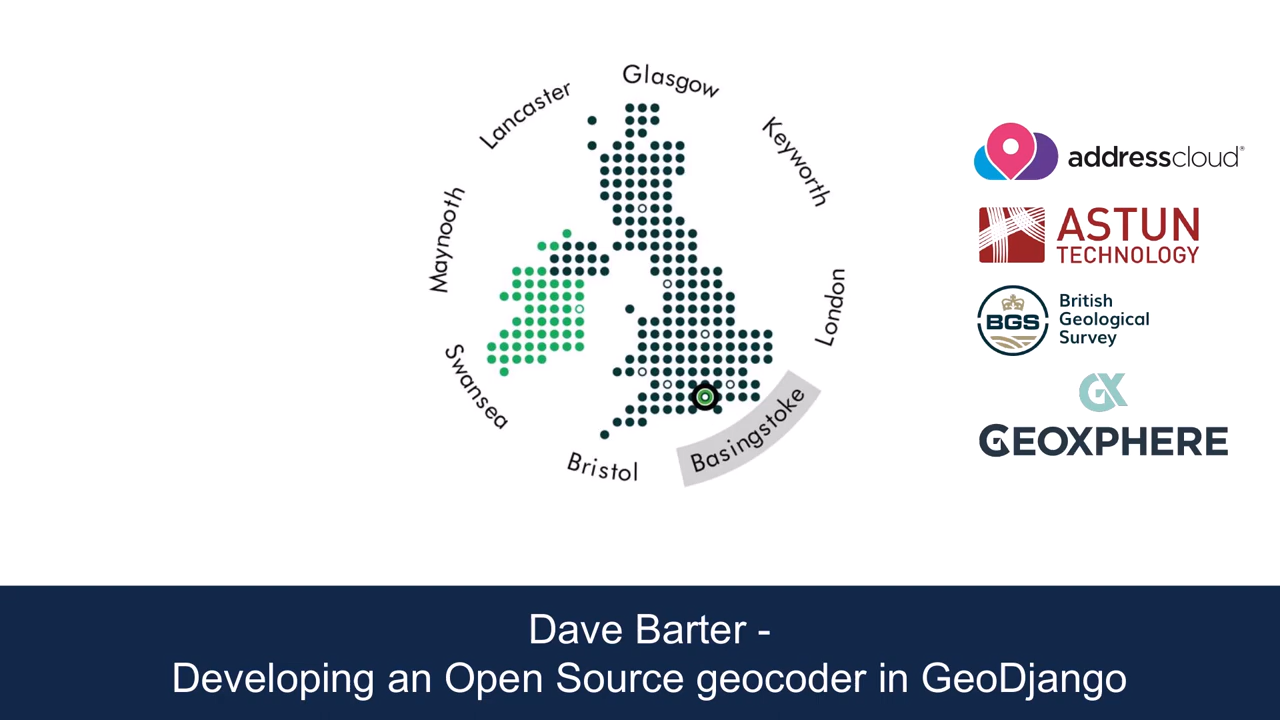 Glasgow
Lancaster
Keyworth
Maynooth
London
Swansea
Basingstoke
Bristol
addresscloud®
ASTUN
TECHNOLOGY
BGS
British
Geological
Survey
GX
GEOXPHERE
Dave Barter -
Developing an Open Source geocoder in GeoDjango